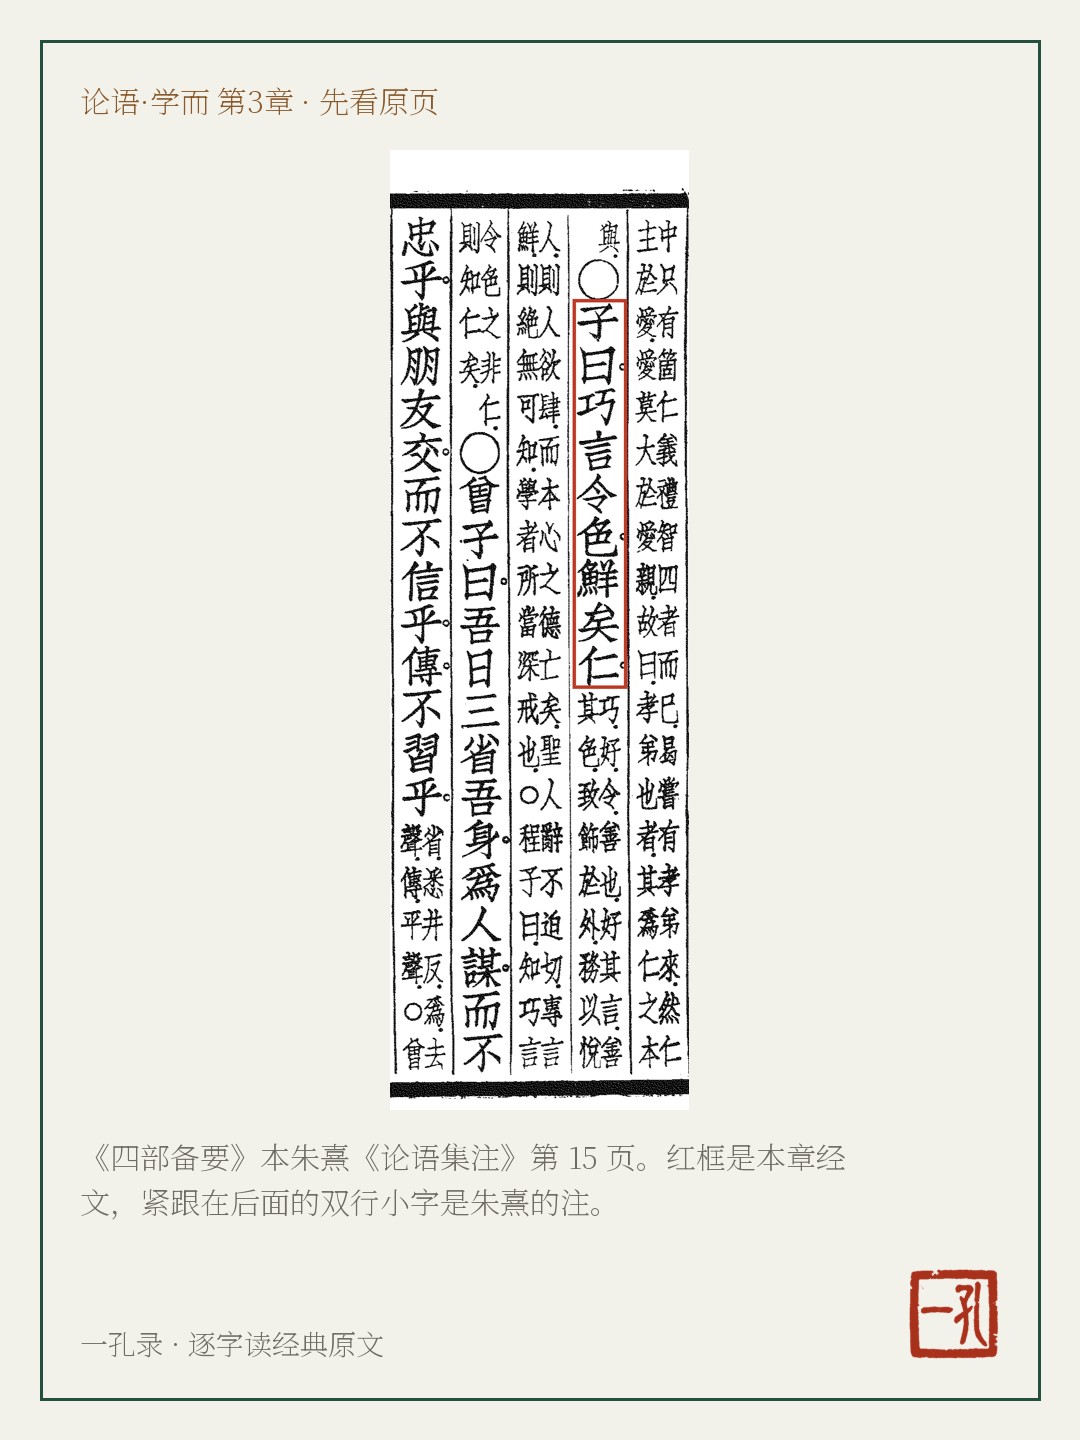 论语·学而 第3章 · 先看原页
中只有箇仁義禮智四者而已曷嘗有孝弟來然仁
主於愛愛莫大於愛親故曰孝弟也者其爲仁之本
與
○子曰巧言令色鮮矣仁
巧好令善也好其言善
其色致飾於外務以悅
人則人欲肆而本心之德亡矣聖人辭不迫切專言
鮮則絕無可知學者所當深戒也○程子曰知巧言
令色之非仁
則知仁矣
○曾子曰吾日三省吾身爲人謀而不
忠乎與朋友交而不信乎傳不習乎
省悉井反爲去
聲傳平聲○曾
《四部备要》本朱熹《论语集注》第 15 页。红框是本章经
文，紧跟在后面的双行小字是朱熹的注。
一孔录 · 逐字读经典原文
一孔